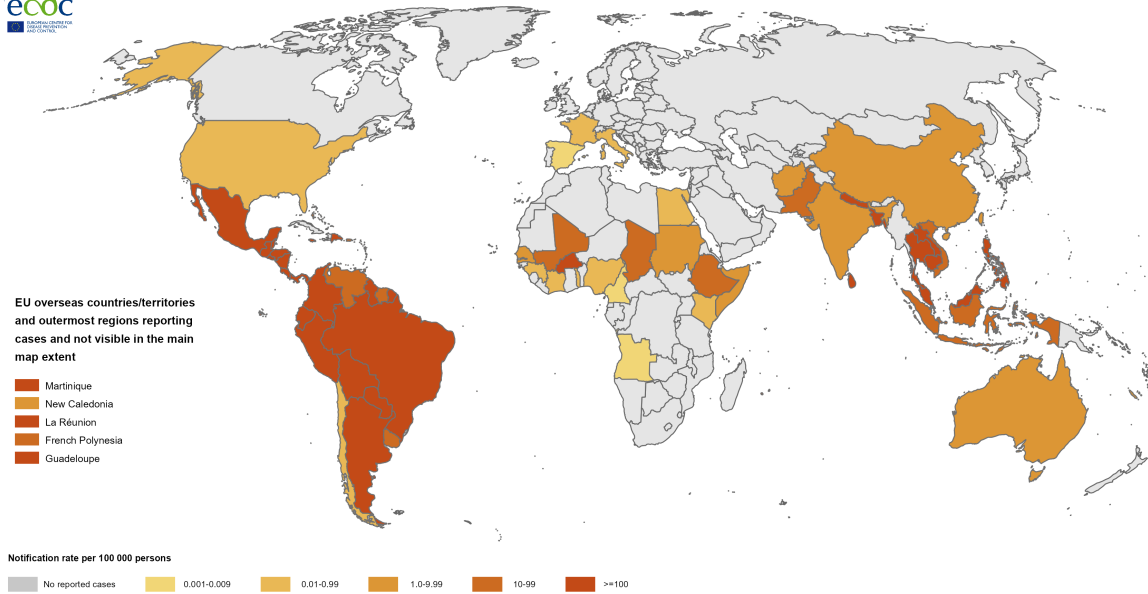 ecoc
EUROPEAN CENTRE FOR
DISEASE PREVENTION
AND CONTROL
EU overseas countries/territories
and outermost regions reporting
cases and not visible in the main
map extent
Martinique
New Caledonia
La Réunion
French Polynesia
Guadeloupe
Notification rate per 100 000 persons
No reported cases
0.001-0.009
0.01-0.99
1.0-9.99
10-99
>=100